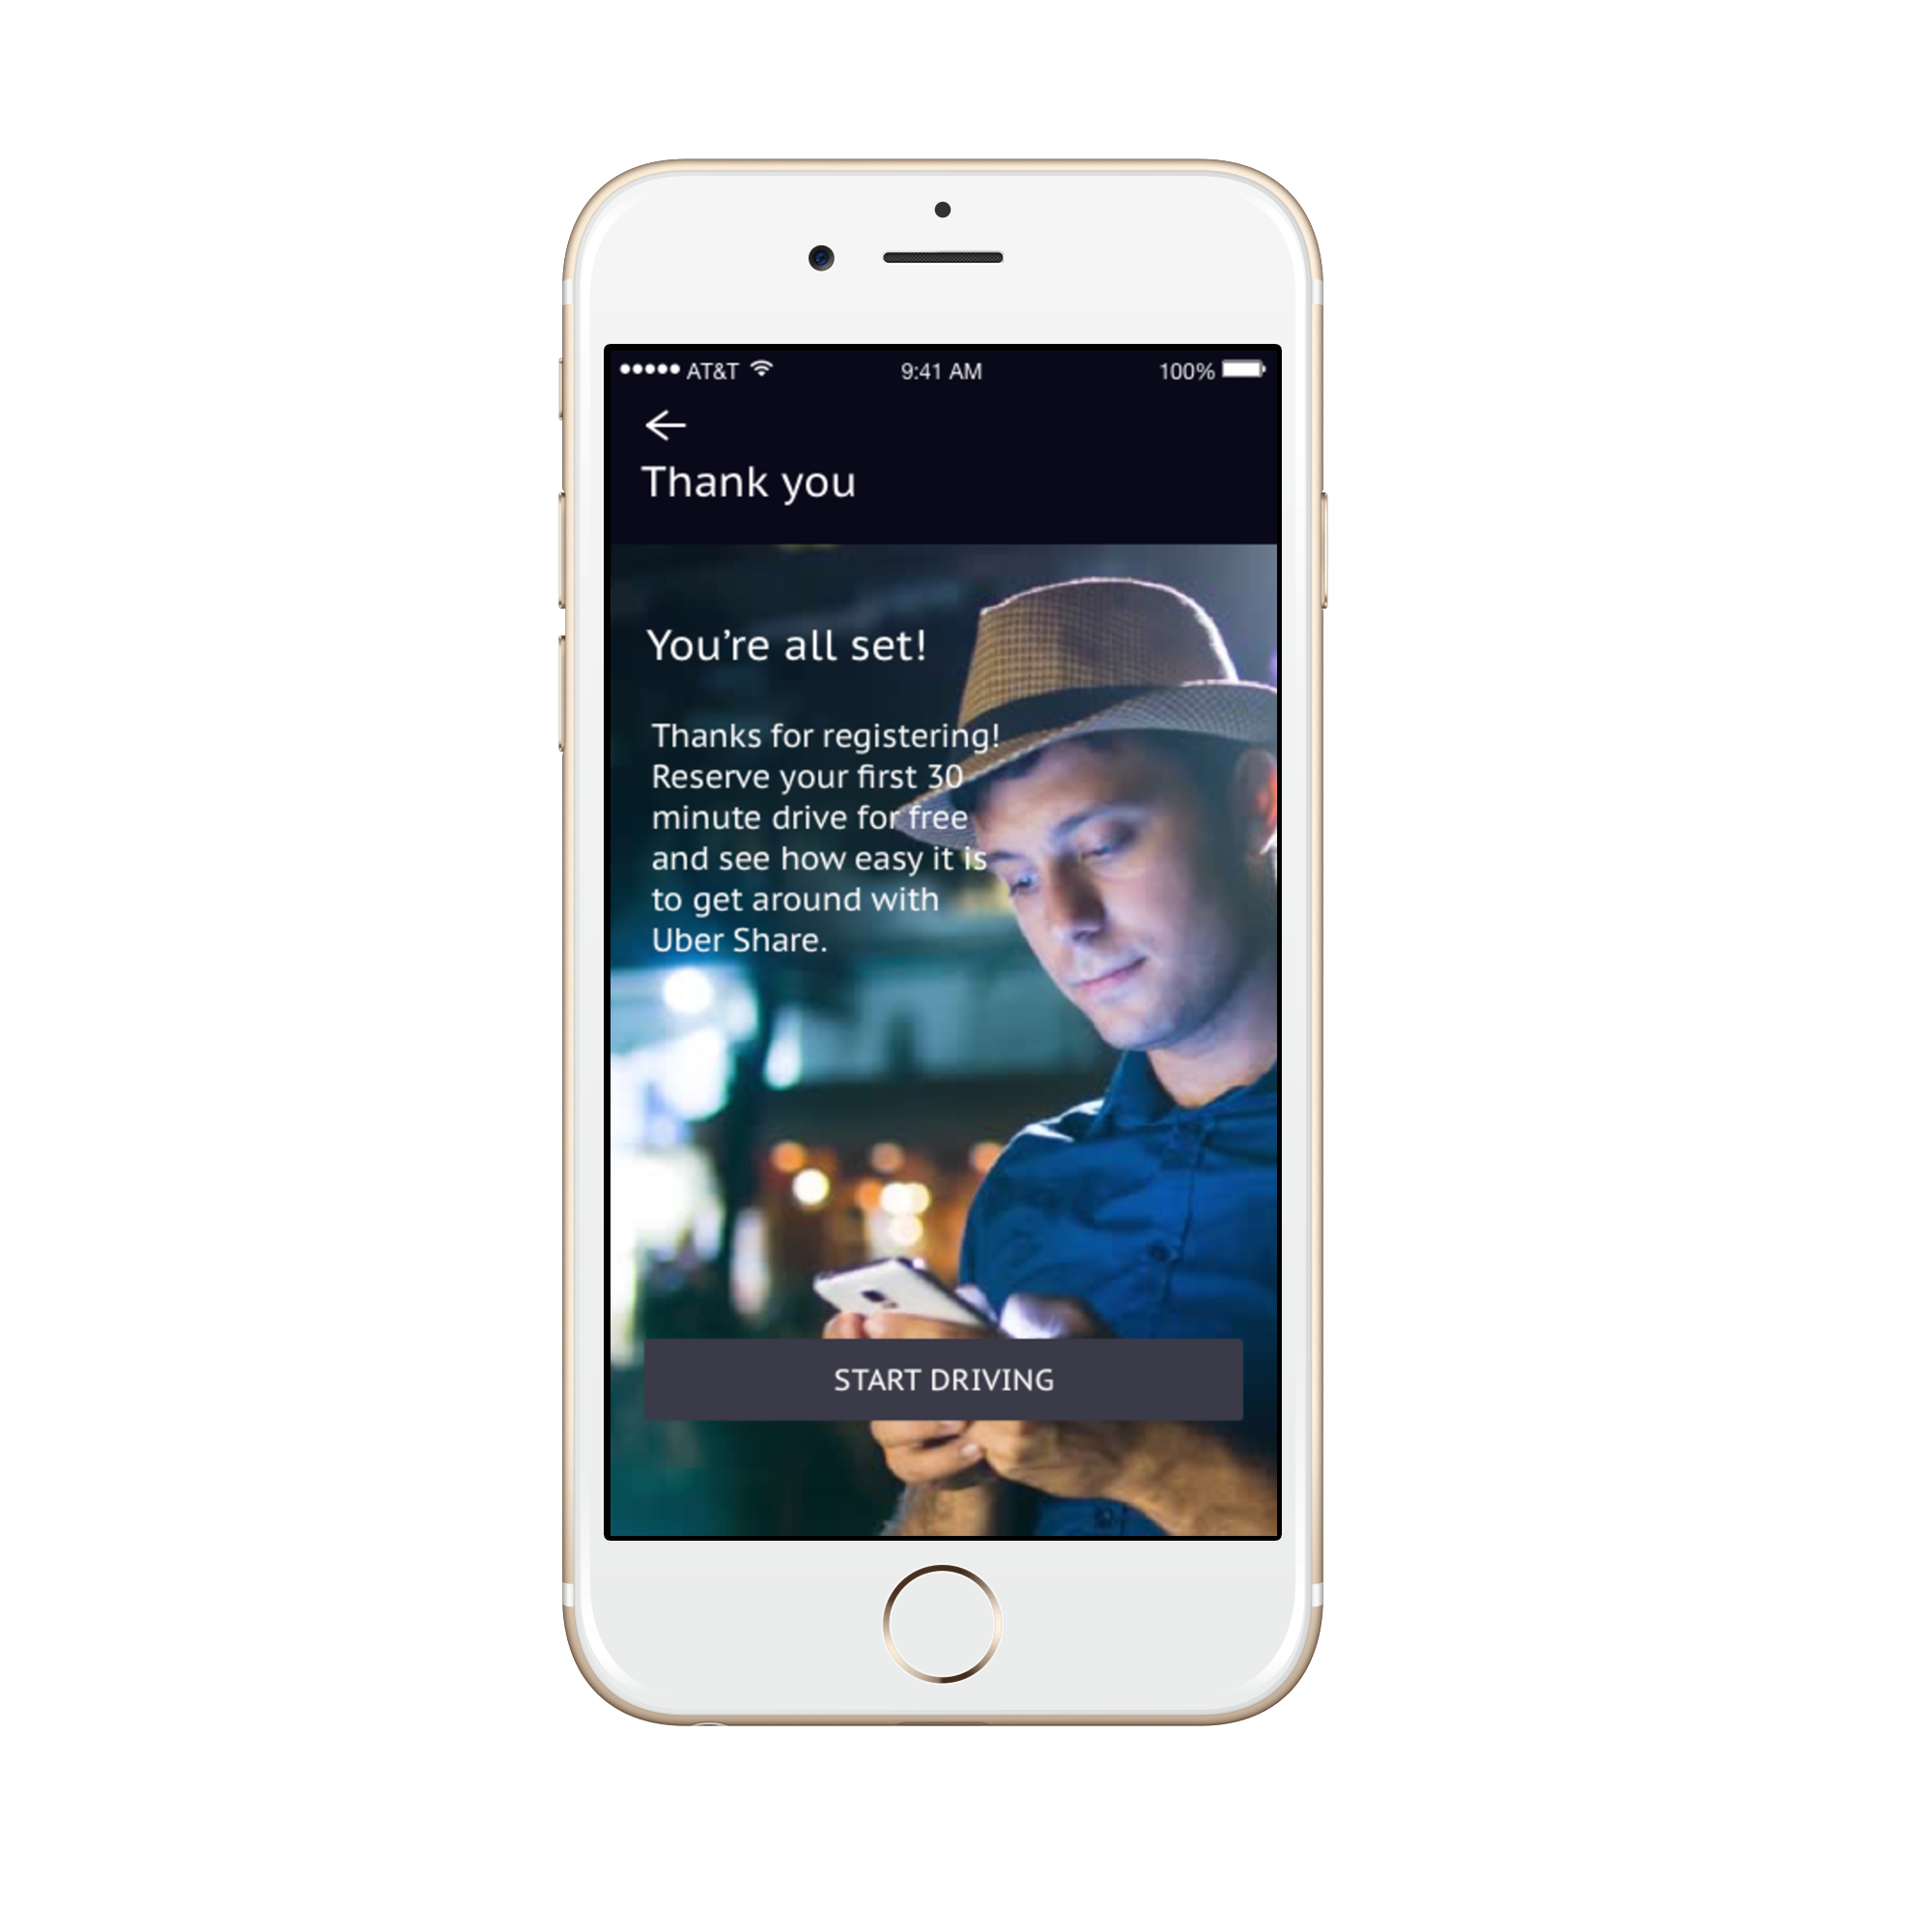 AT&T 9:41 AM 100%
Thank you
You're all set!
Thanks for registering!
Reserve your first 30
minute drive for free
and see how easy it is
to get around with
Uber Share.
START DRIVING